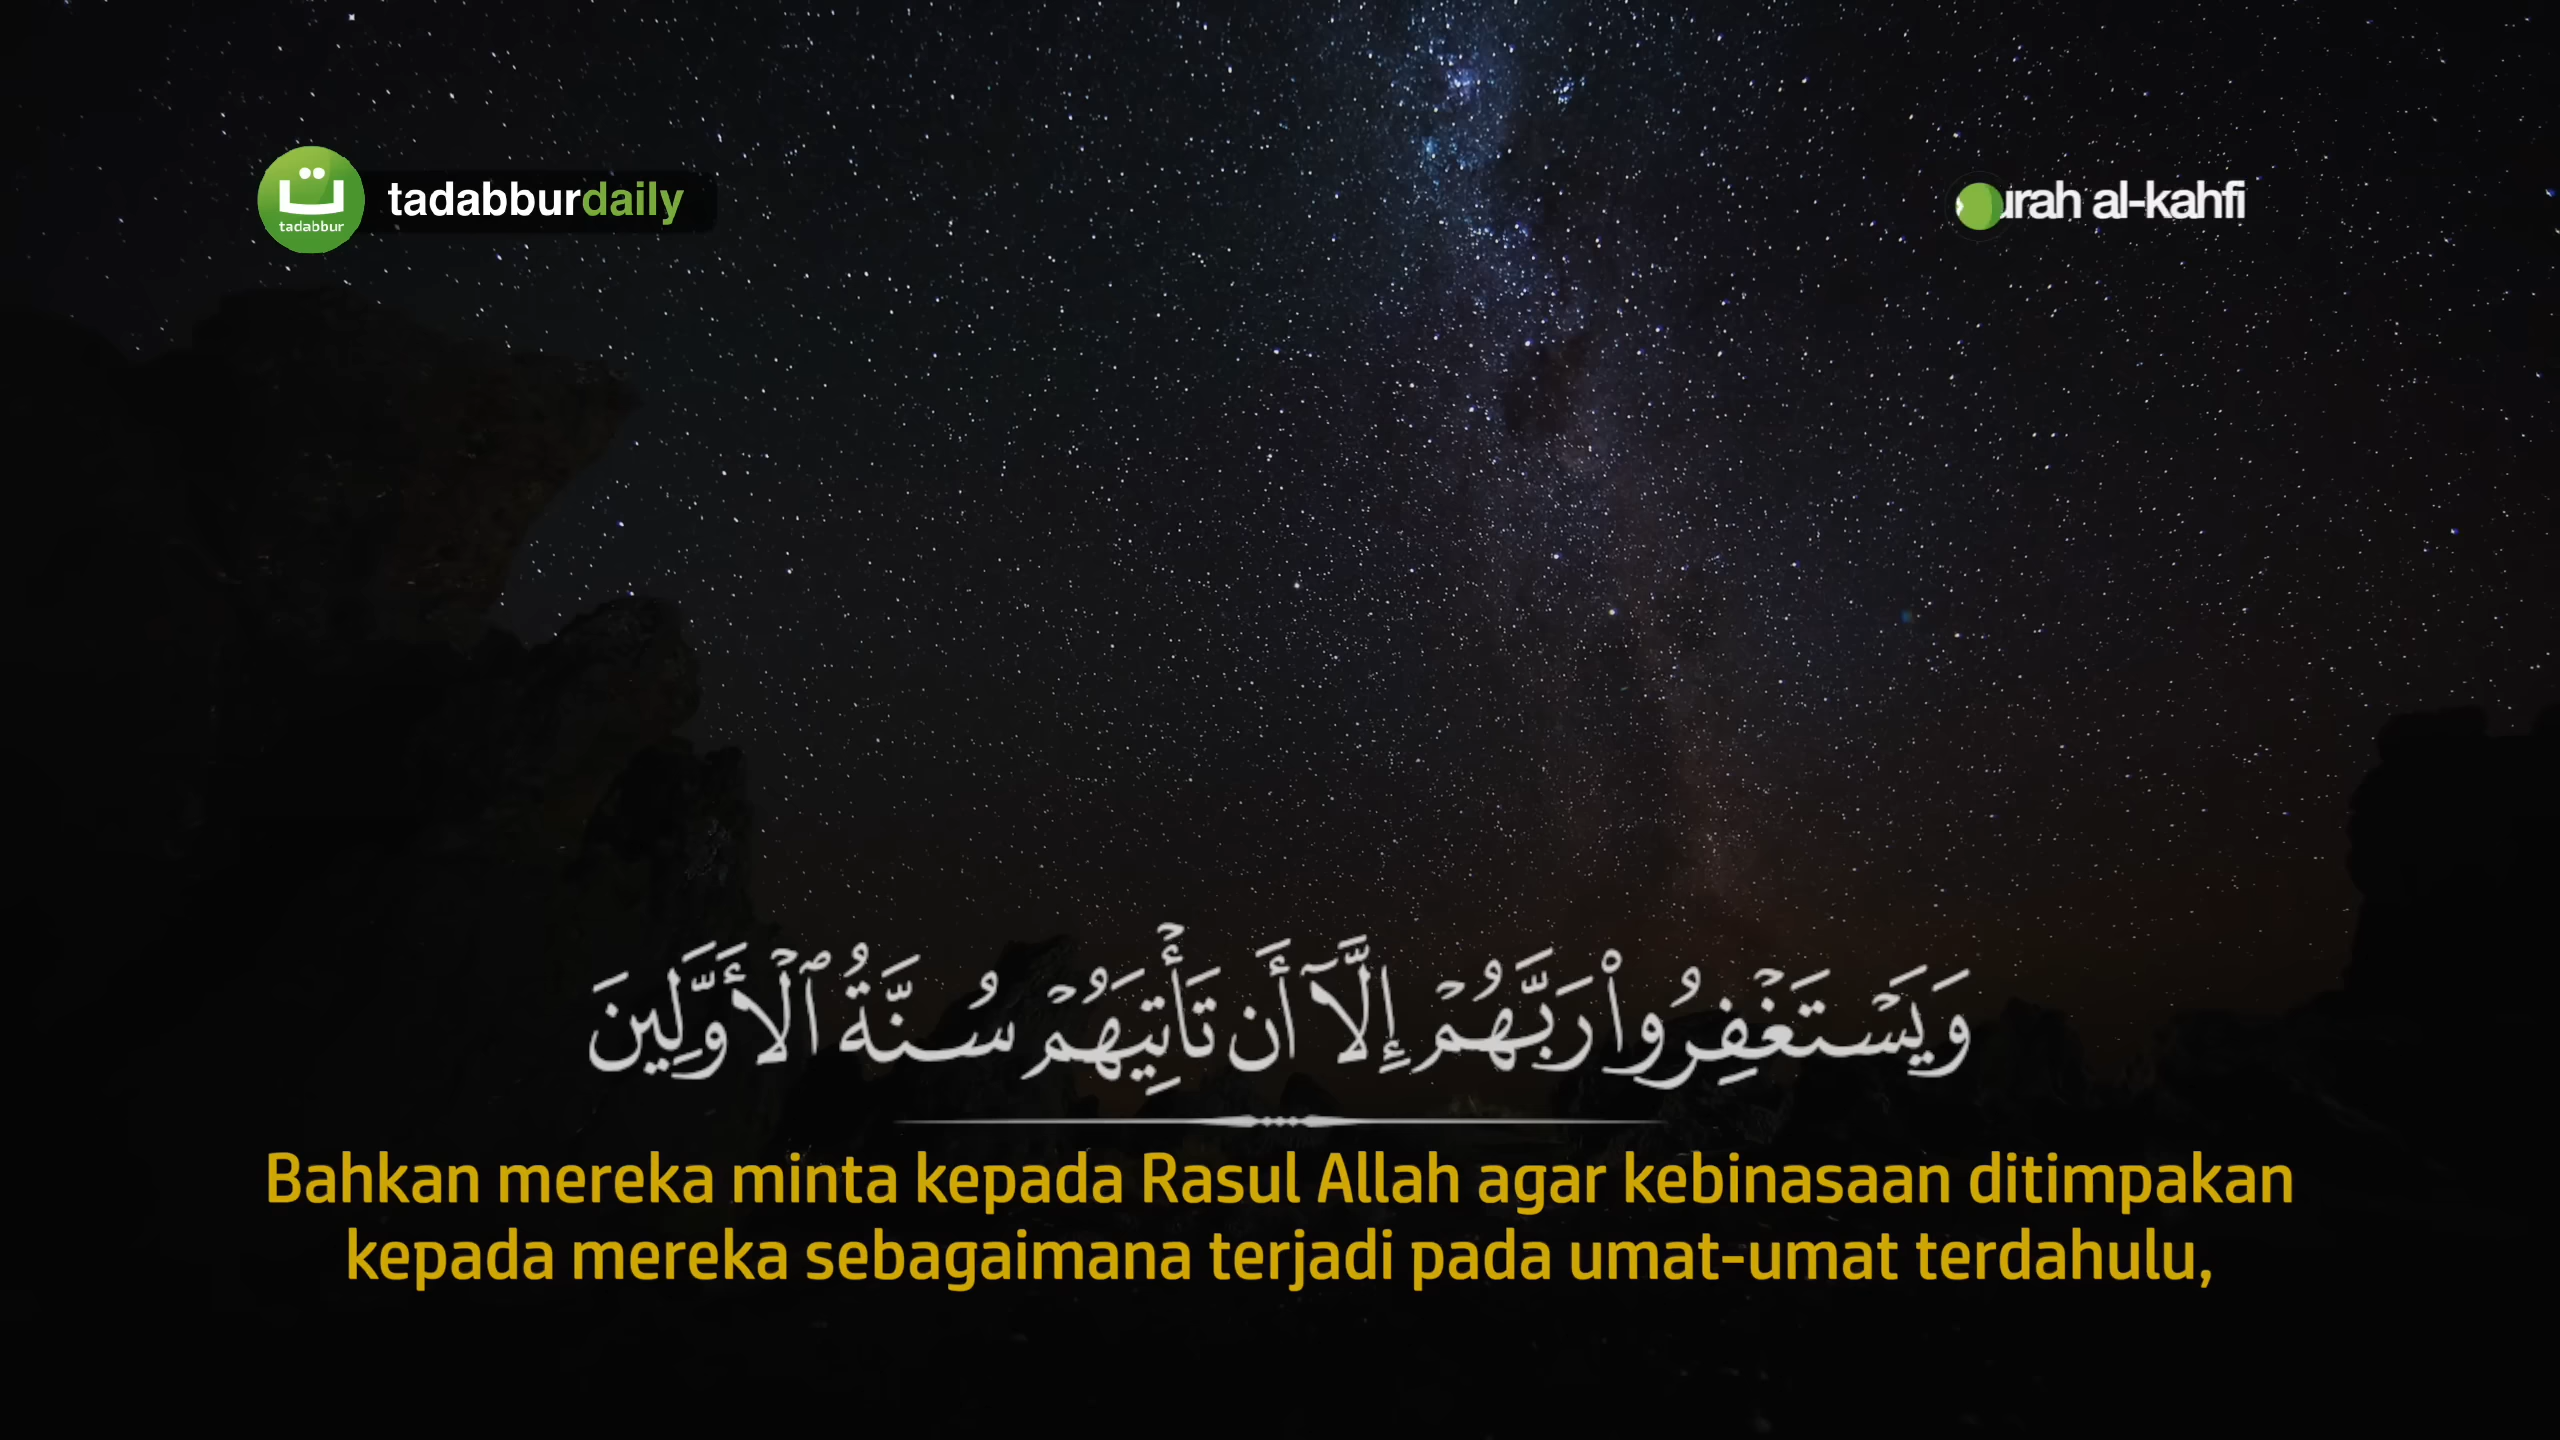 ت
tadabbur
tadabburdaily
urah al-kahfi
وَيَسْتَغْفِرُوا۟ رَبَّهُمْ إِلَّآ أَن تَأْتِيَهُمْ سُنَّةُ ٱلْأَوَّلِينَ
Bahkan mereka minta kepada Rasul Allah agar kebinasaan ditimpakan
kepada mereka sebagaimana terjadi pada umat-umat terdahulu,